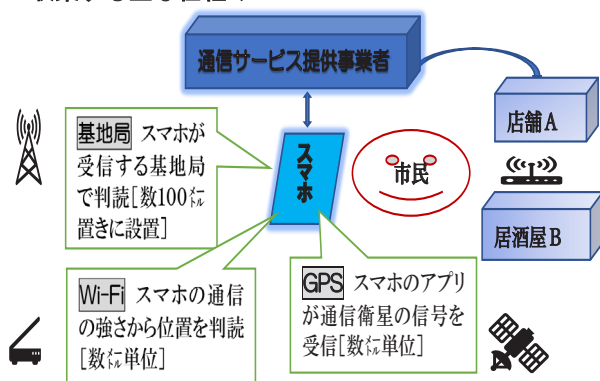 通信サービス提供事業者
店舗A
基地局 スマホが
受信する基地局
で判読[数100㍍
置きに設置]
スマホ
市民
居酒屋B
Wi-Fi スマホの通信
の強さから位置を判読
[数㍍単位]
GPS スマホのアプリ
が通信衛星の信号を
受信[数㍍単位]